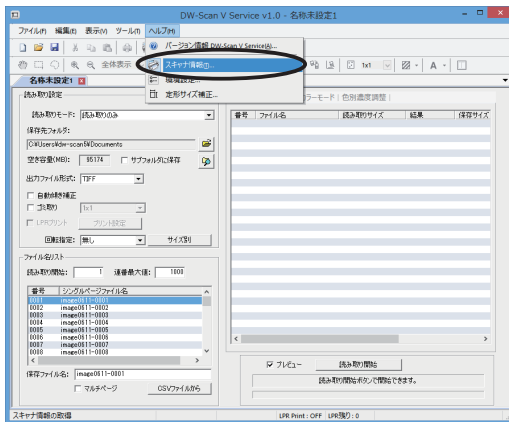 DW-Scan V Service v1.0 - 名称未設定1
ファイル(F) 編集(E) 表示(V) ツール(T) ヘルプ(H)
バージョン情報 DW-Scan V Service(A)...
全体表示
スキャナ情報(D)...
1x1
A
名称未設定1
環境設定...
定形サイズ補正...
カラーモード 色別濃度調整
読み取り設定
読み取りモード: 読み取りのみ
保存先フォルダ:
C:¥Users¥dw-scan5¥Documents
空き容量(MB): 95174 サブフォルダに保存
出力ファイル形式: TIFF
自動傾き補正
ゴミ取り 1x1
LPRプリント プリント設定
回転指定: 無し サイズ別
番号 ファイル名 読み取りサイズ 結果 保存サイズ
ファイル名リスト
読み取り開始: 1 連番最大値: 1000
番号 シングルページファイル名
0001 image0611-0001
0002 image0611-0002
0003 image0611-0003
0004 image0611-0004
0005 image0611-0005
0006 image0611-0006
0007 image0611-0007
0008 image0611-0008
保存ファイル名: image0611-0001
マルチページ CSVファイルから
プレビュー 読み取り開始
読み取り開始ボタンで開始できます。
スキャナ情報の取得 LPR Print : OFF LPR残り : 0